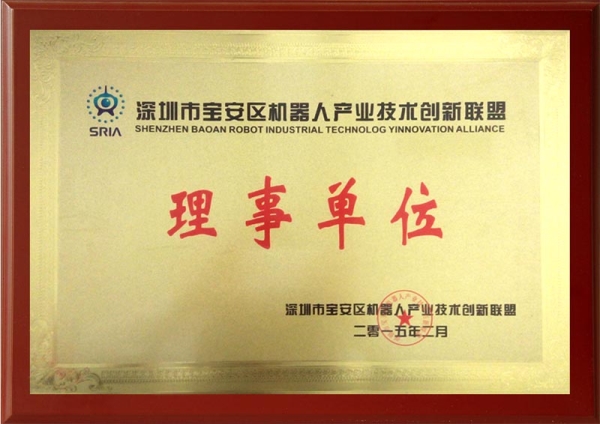 深圳市宝安区机器人产业技术创新联盟
SRIA
SHENZHEN BAOAN ROBOT INDUSTRIAL TECHNOLOG YINNOVATION ALLIANCE
理事单位
深圳市宝安区机器人产业技术创新联盟
二零一五年二月